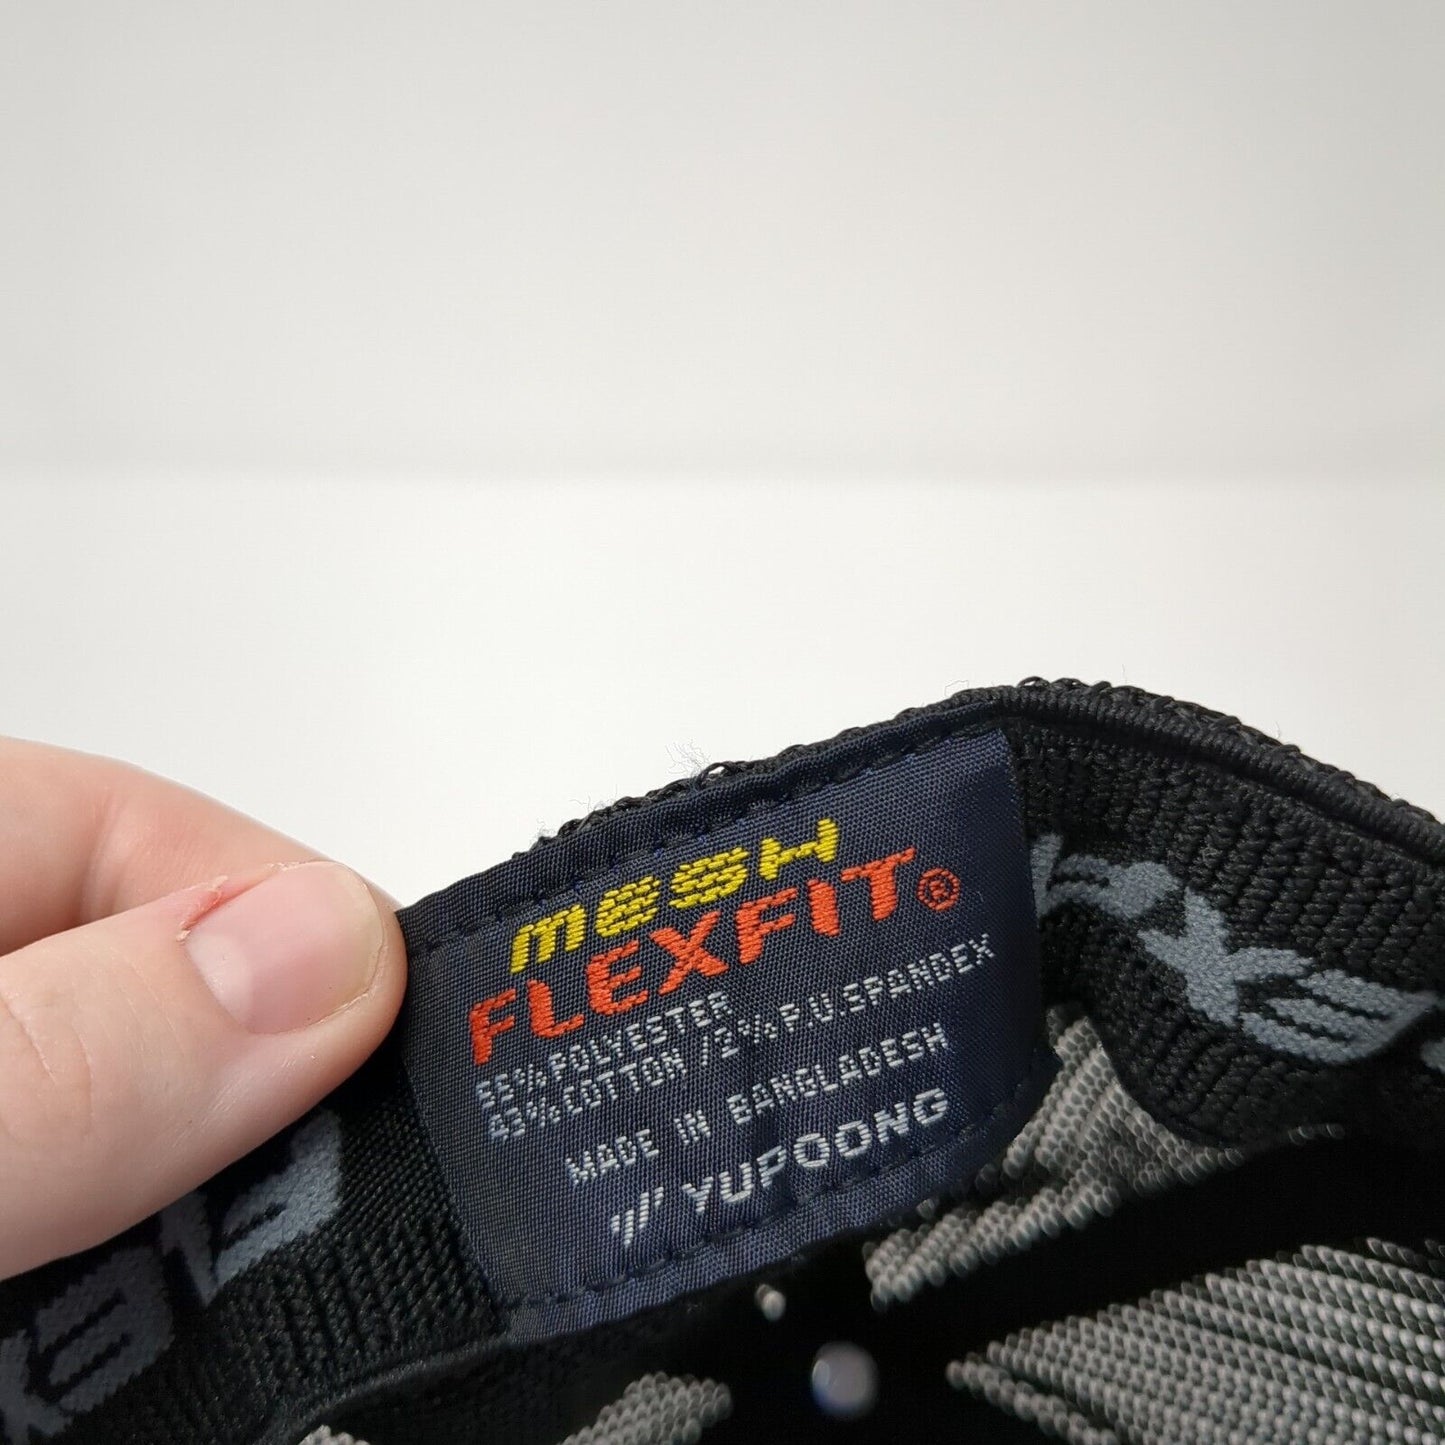 MESH
FLEXFIT®
55% POLYESTER
43% COTTON / 2% P.U. SPANDEX
MADE IN BANGLADESH
YUPOONG